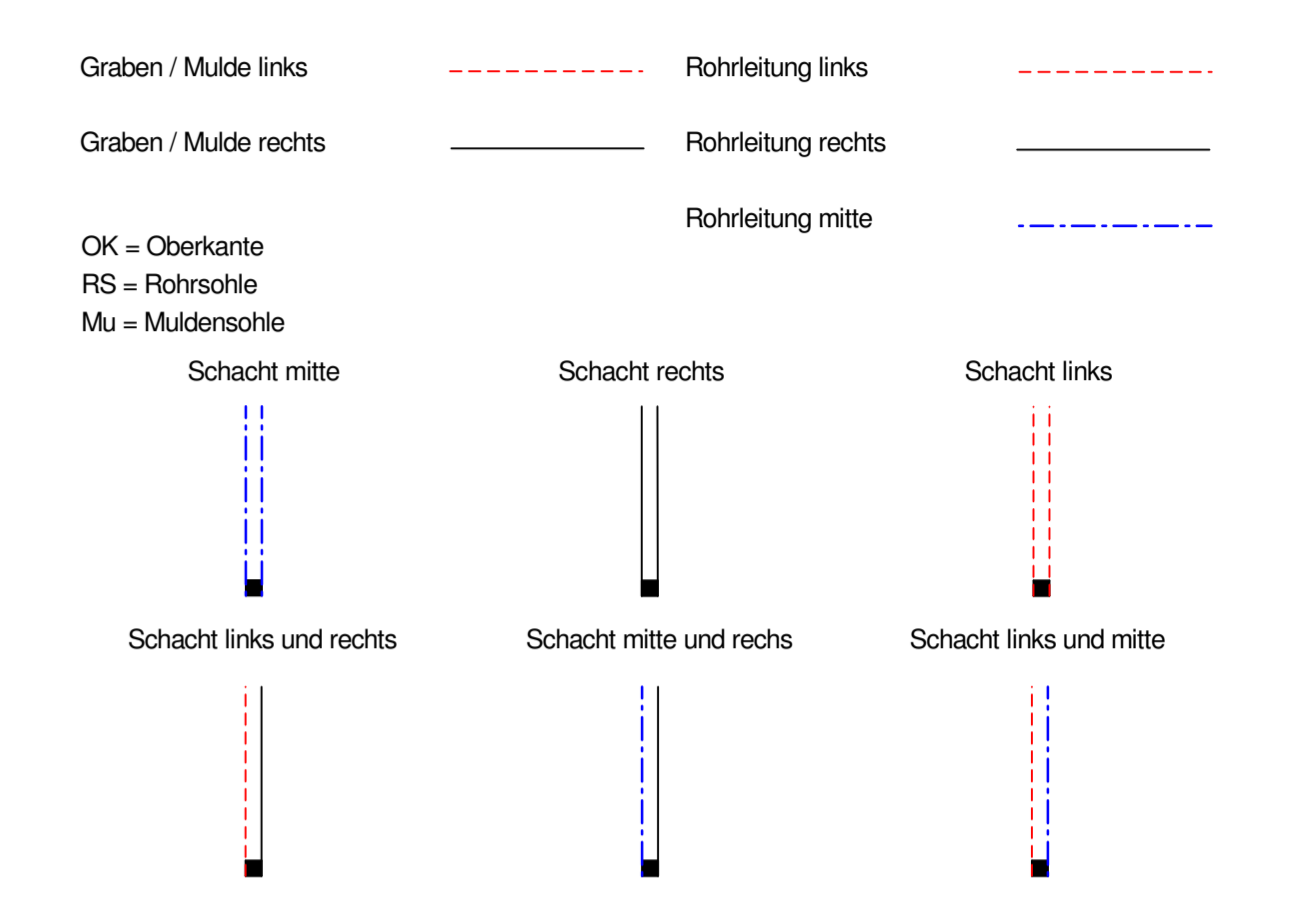 Graben / Mulde links
Rohrleitung links
Graben / Mulde rechts
Rohrleitung rechts
Rohrleitung mitte
OK = Oberkante
RS = Rohrsohle
Mu = Muldensohle
Schacht mitte
Schacht rechts
Schacht links
Schacht links und rechts
Schacht mitte und rechs
Schacht links und mitte